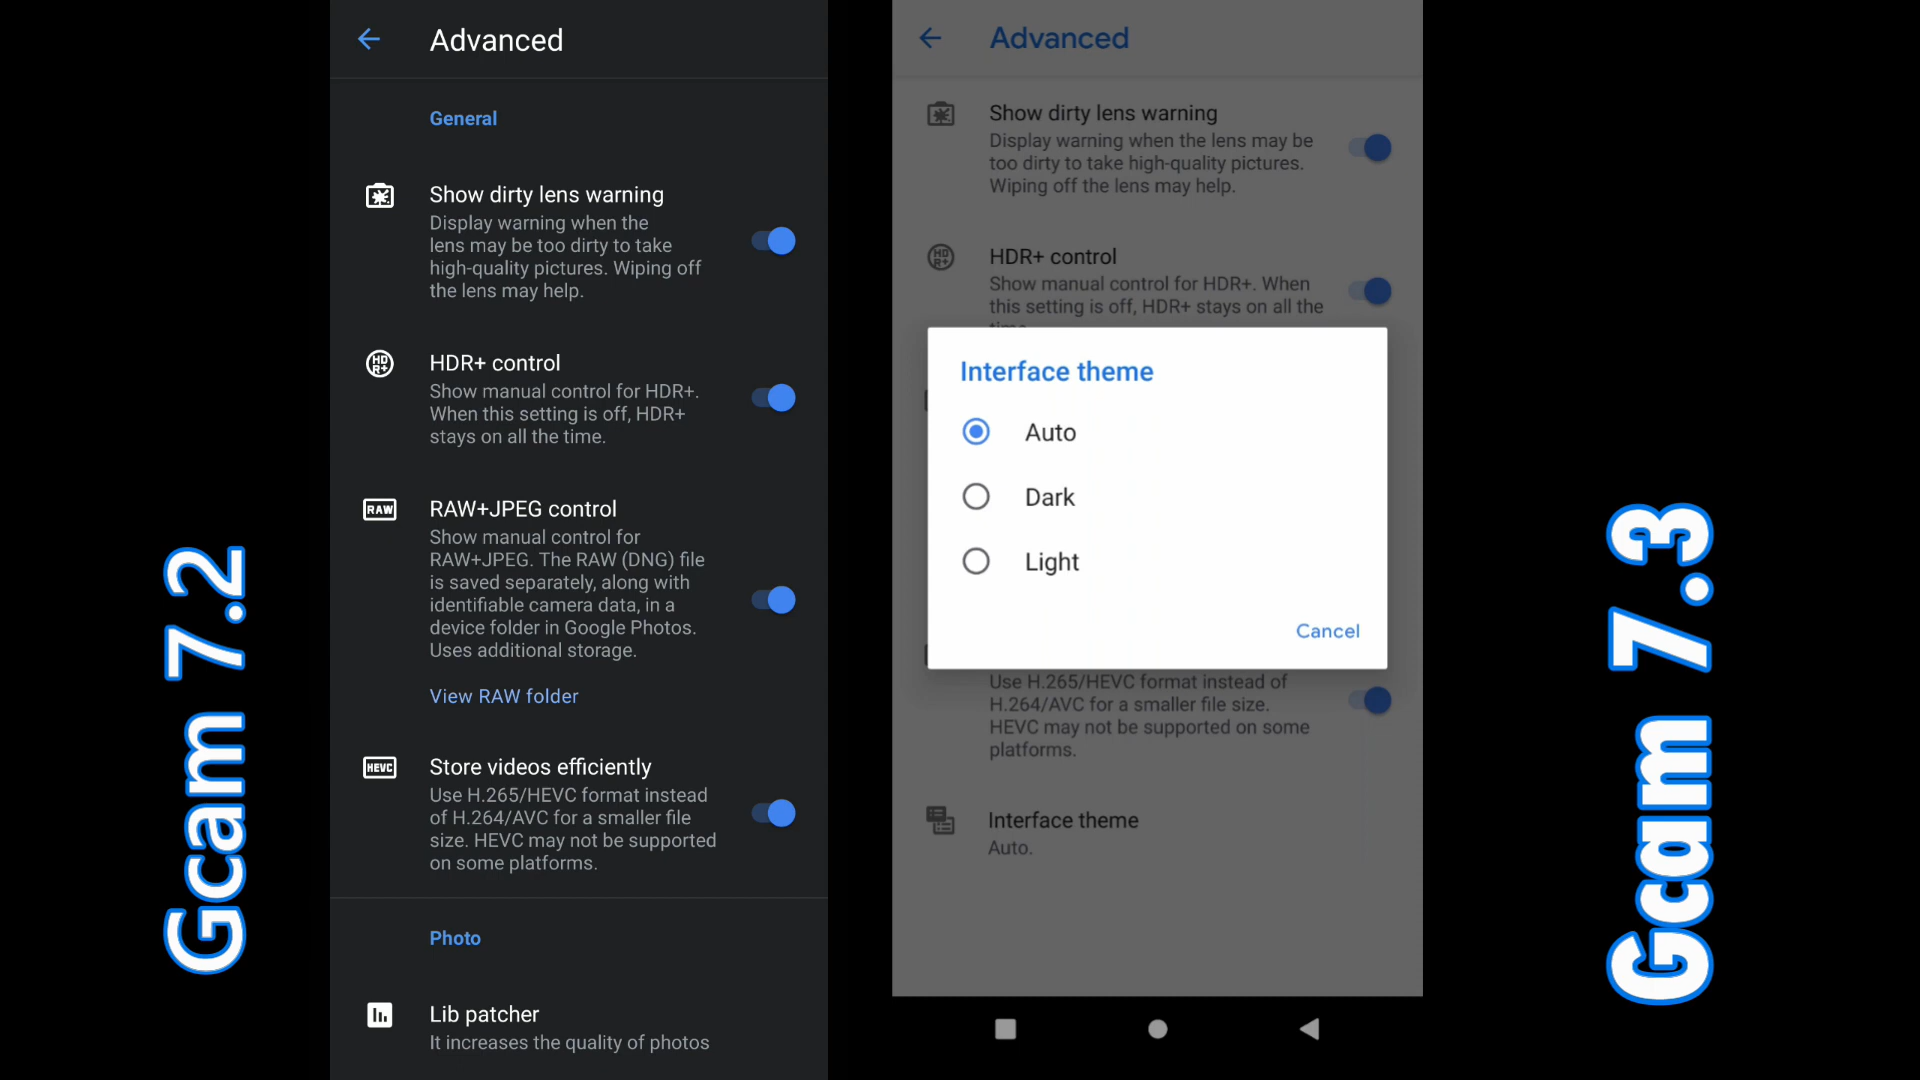 Gcam 7.2
Advanced
General
Show dirty lens warning
Display warning when the
lens may be too dirty to take
high-quality pictures. Wiping off
the lens may help.
HD
R+
HDR+ control
Show manual control for HDR+.
When this setting is off, HDR+
stays on all the time.
RAW
RAW+JPEG control
Show manual control for
RAW+JPEG. The RAW (DNG) file
is saved separately, along with
identifiable camera data, in a
device folder in Google Photos.
Uses additional storage.
View RAW folder
HEVC
Store videos efficiently
Use H.265/HEVC format instead
of H.264/AVC for a smaller file
size. HEVC may not be supported
on some platforms.
Photo
Lib patcher
It increases the quality of photos
Advanced
Show dirty lens warning
Display warning when the lens may be
too dirty to take high-quality pictures.
Wiping off the lens may help.
HD
R+
HDR+ control
Show manual control for HDR+. When
this setting is off, HDR+ stays on all the
Interface theme
Auto
Dark
Light
Cancel
Use H.265/HEVC format instead of
H.264/AVC for a smaller file size.
HEVC may not be supported on some
platforms.
Interface theme
Auto.
Gcam 7.3